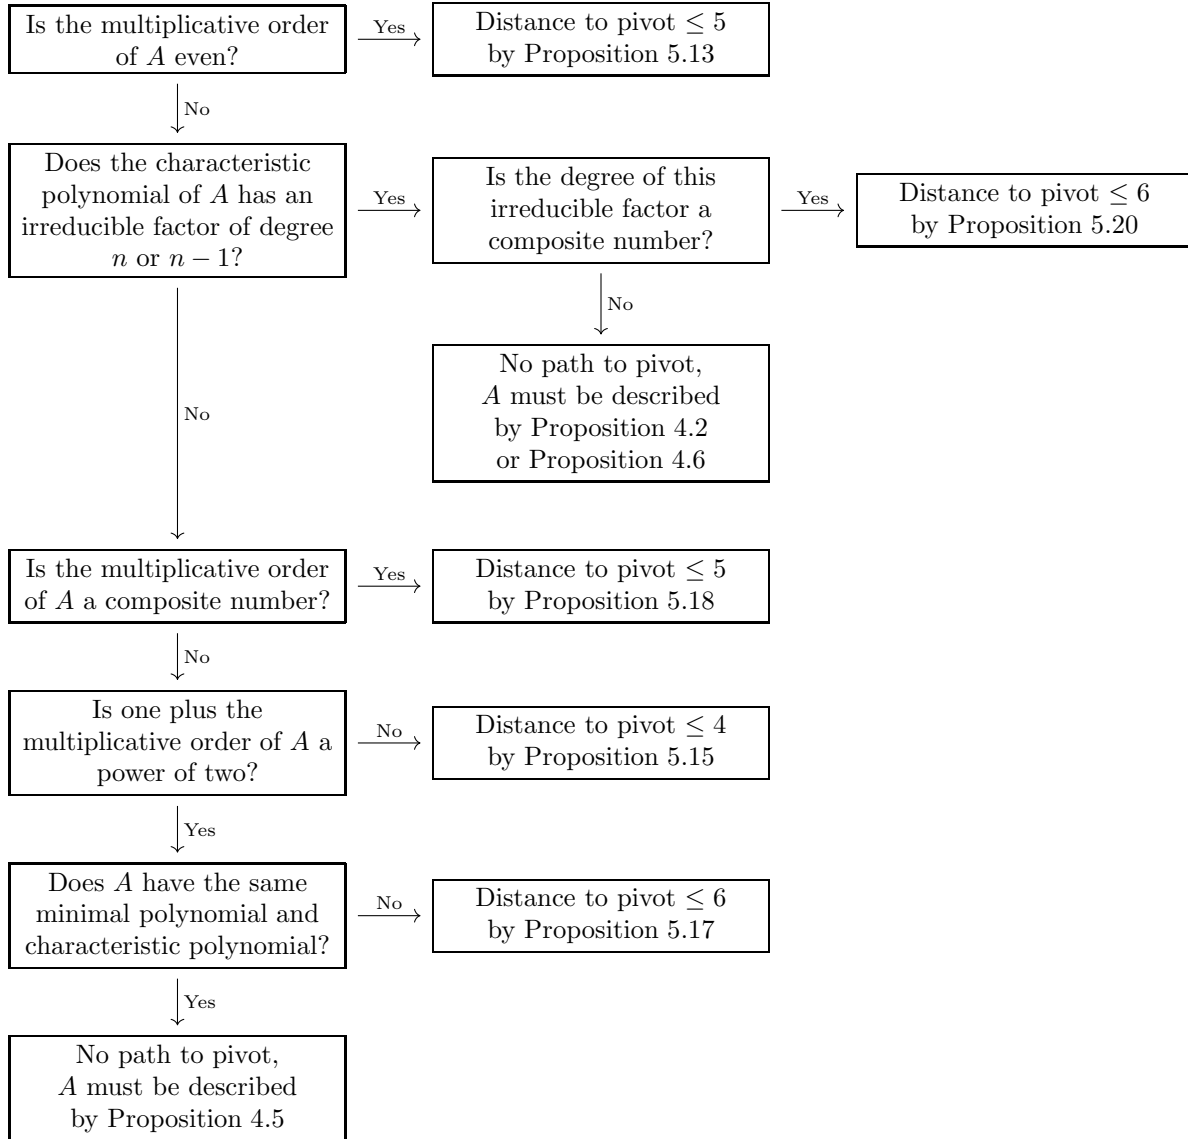 Is the multiplicative order
of A even?
Yes
Distance to pivot ≤ 5
by Proposition 5.13
No
Does the characteristic
polynomial of A has an
irreducible factor of degree
n or n − 1?
Yes
Is the degree of this
irreducible factor a
composite number?
Yes
Distance to pivot ≤ 6
by Proposition 5.20
No
No path to pivot,
A must be described
by Proposition 4.2
or Proposition 4.6
No
Is the multiplicative order
of A a composite number?
Yes
Distance to pivot ≤ 5
by Proposition 5.18
No
Is one plus the
multiplicative order of A a
power of two?
No
Distance to pivot ≤ 4
by Proposition 5.15
Yes
Does A have the same
minimal polynomial and
characteristic polynomial?
No
Distance to pivot ≤ 6
by Proposition 5.17
Yes
No path to pivot,
A must be described
by Proposition 4.5